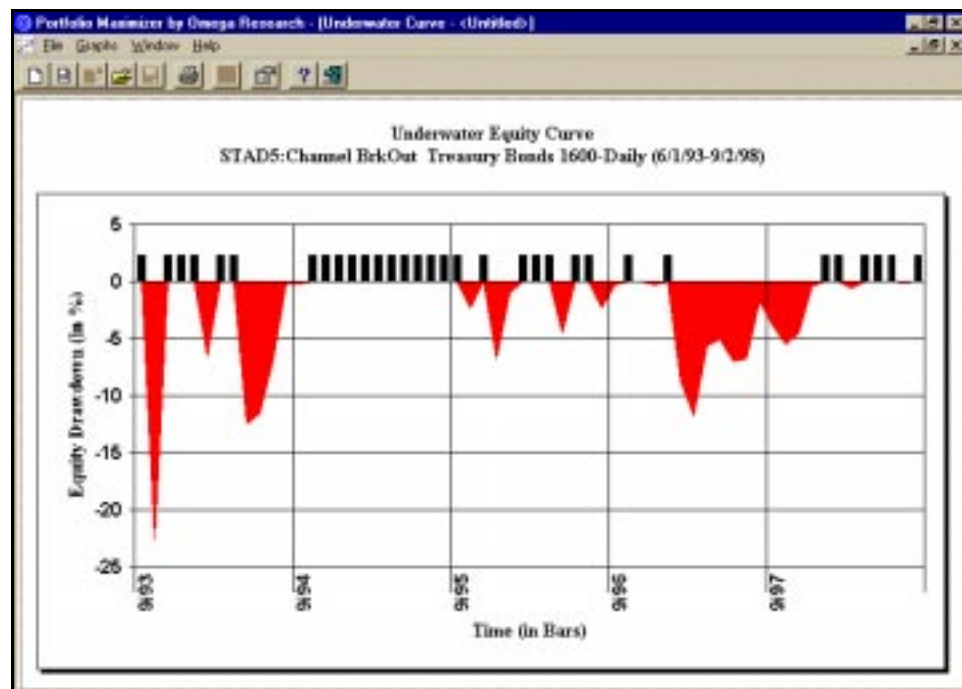 Portfolio Maximizer by Omega Research - [Underwater Curve - <Untitled>]
File Graphs Window Help
Underwater Equity Curve
STAD5:Channel BrkOut Treasury Bonds 1600-Daily (6/1/93-9/2/98)
Equity Drawdown (in %)
5
0
-5
-10
-15
-20
-25
9/93
9/94
9/95
9/96
9/97
Time (in Bars)